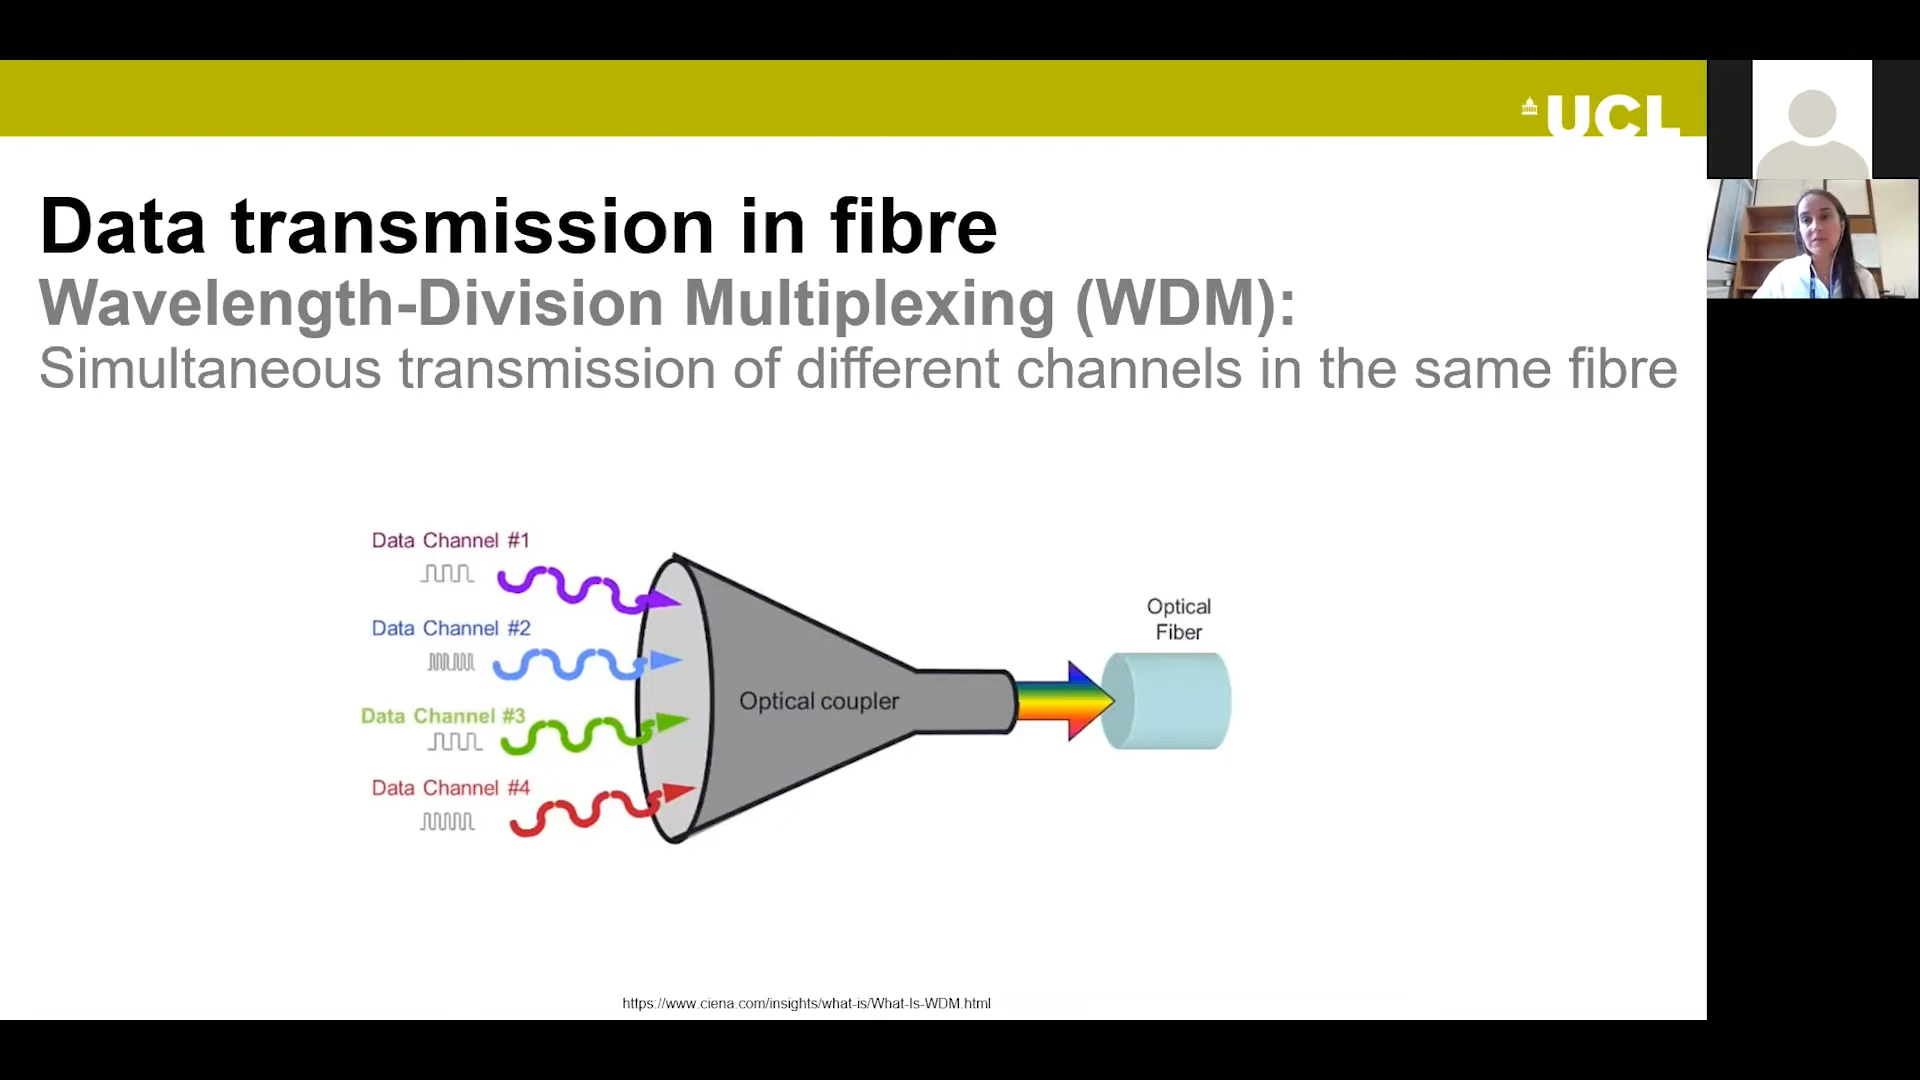 UCL
Data transmission in fibre
Wavelength-Division Multiplexing (WDM):
Simultaneous transmission of different channels in the same fibre
Data Channel #1
Data Channel #2
Data Channel #3
Data Channel #4
Optical coupler
Optical
Fiber
https://www.ciena.com/insights/what-is/What-Is-WDM.html